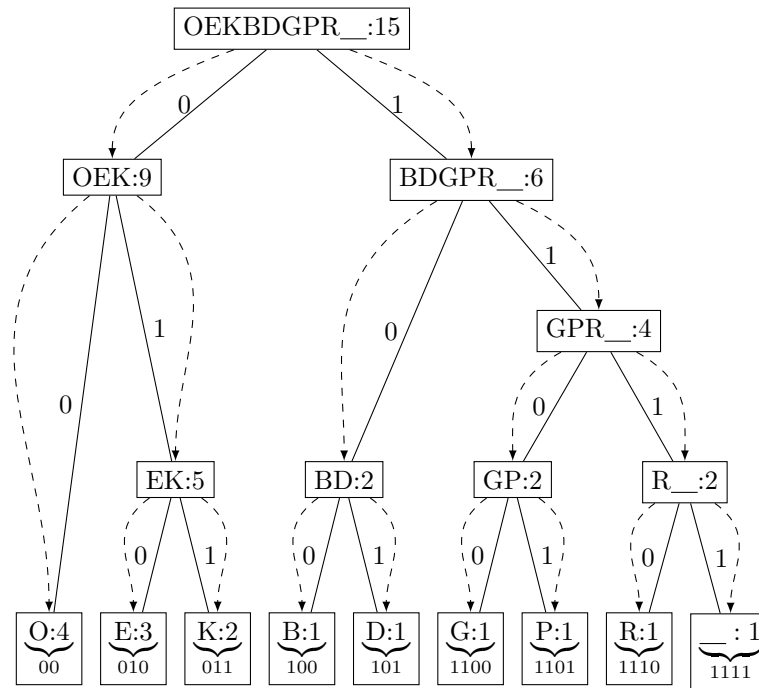 OEKBDGPR__:15
0 1
OEK:9 BDGPR__:6
1
GPR__:4
1 0
0 0 1
EK:5 BD:2 GP:2 R__:2
0 1 0 1 0 1 0 1
O:4 E:3 K:2 B:1 D:1 G:1 P:1 R:1 __ : 1
00 010 011 100 101 1100 1101 1110 1111